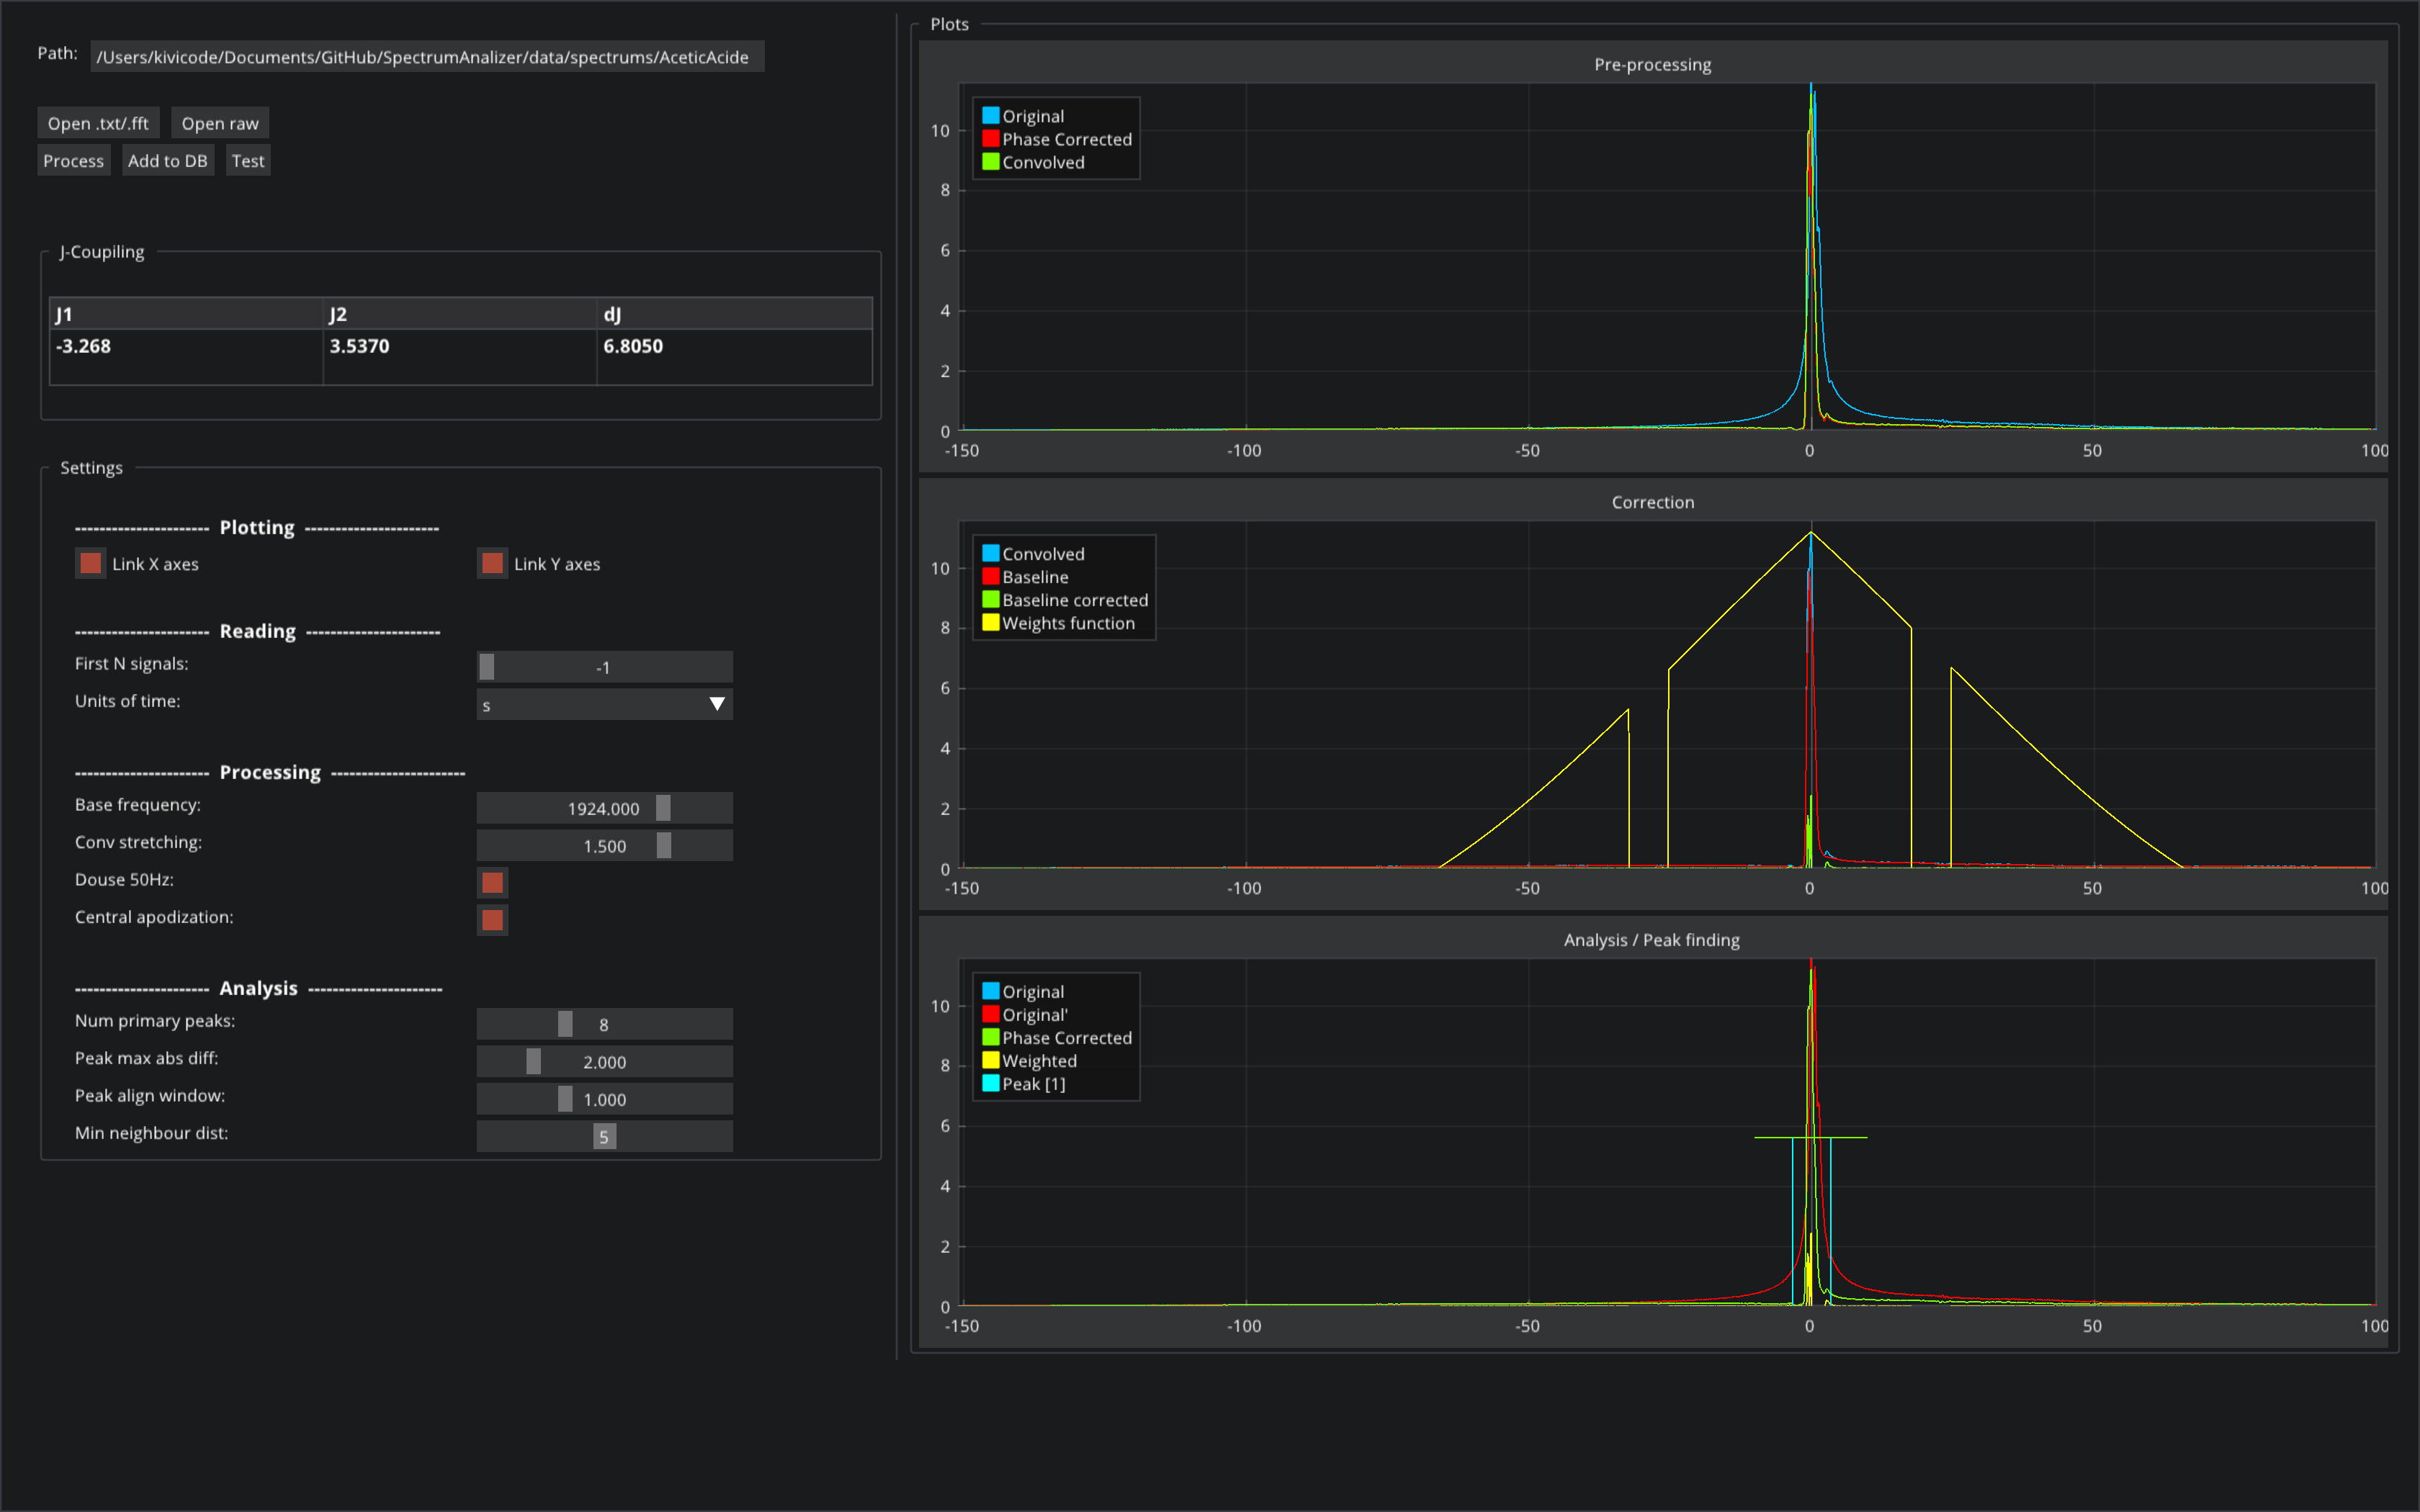 Path: /Users/kivicode/Documents/GitHub/SpectrumAnalizer/data/spectrums/AceticAcide
Open .txt/.fft Open raw
Process Add to DB Test
J-Coupling
J1 J2 dJ
-3.268 3.5370 6.8050
Settings
---------------------- Plotting ----------------------
Link X axes Link Y axes
---------------------- Reading ----------------------
First N signals: -1
Units of time: s
---------------------- Processing ----------------------
Base frequency: 1924.000
Conv stretching: 1.500
Douse 50Hz:
Central apodization:
---------------------- Analysis ----------------------
Num primary peaks: 8
Peak max abs diff: 2.000
Peak align window: 1.000
Min neighbour dist: 5
Plots
Pre-processing
Original
Phase Corrected
Convolved
10
8
6
4
2
0
-150 -100 -50 0 50 100
Correction
Convolved
Baseline
Baseline corrected
Weights function
10
8
6
4
2
0
-150 -100 -50 0 50 100
Analysis / Peak finding
Original
Original'
Phase Corrected
Weighted
Peak [1]
10
8
6
4
2
0
-150 -100 -50 0 50 100